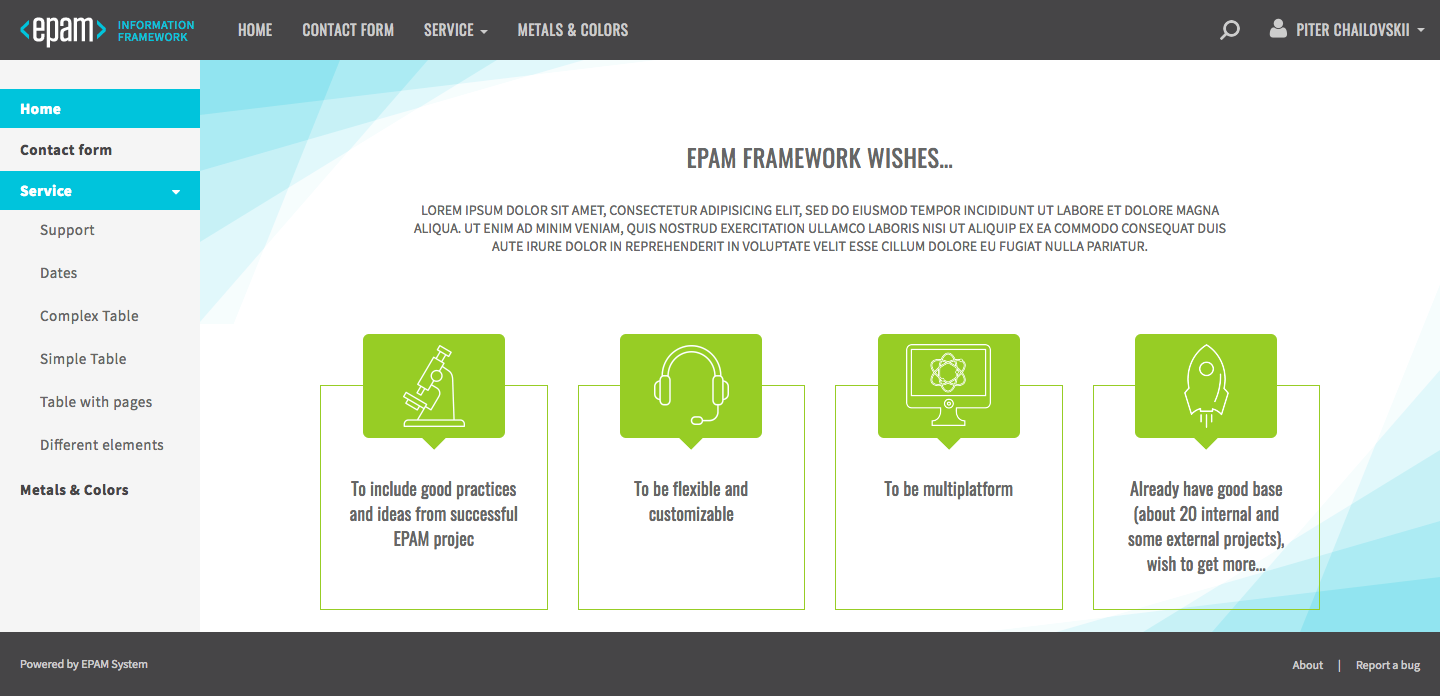 <epam> INFORMATION
FRAMEWORK
HOME CONTACT FORM SERVICE METALS & COLORS
PITER CHAILOVSKII
Home
Contact form
Service
Support
Dates
Complex Table
Simple Table
Table with pages
Different elements
Metals & Colors
EPAM FRAMEWORK WISHES...
LOREM IPSUM DOLOR SIT AMET, CONSECTETUR ADIPISICING ELIT, SED DO EIUSMOD TEMPOR INCIDIDUNT UT LABORE ET DOLORE MAGNA
ALIQUA. UT ENIM AD MINIM VENIAM, QUIS NOSTRUD EXERCITATION ULLAMCO LABORIS NISI UT ALIQUIP EX EA COMMODO CONSEQUAT DUIS
AUTE IRURE DOLOR IN REPREHENDERIT IN VOLUPTATE VELIT ESSE CILLUM DOLORE EU FUGIAT NULLA PARIATUR.
To include good practices
and ideas from successful
EPAM projec
To be flexible and
customizable
To be multiplatform
Already have good base
(about 20 internal and
some external projects),
wish to get more...
Powered by EPAM System
About | Report a bug